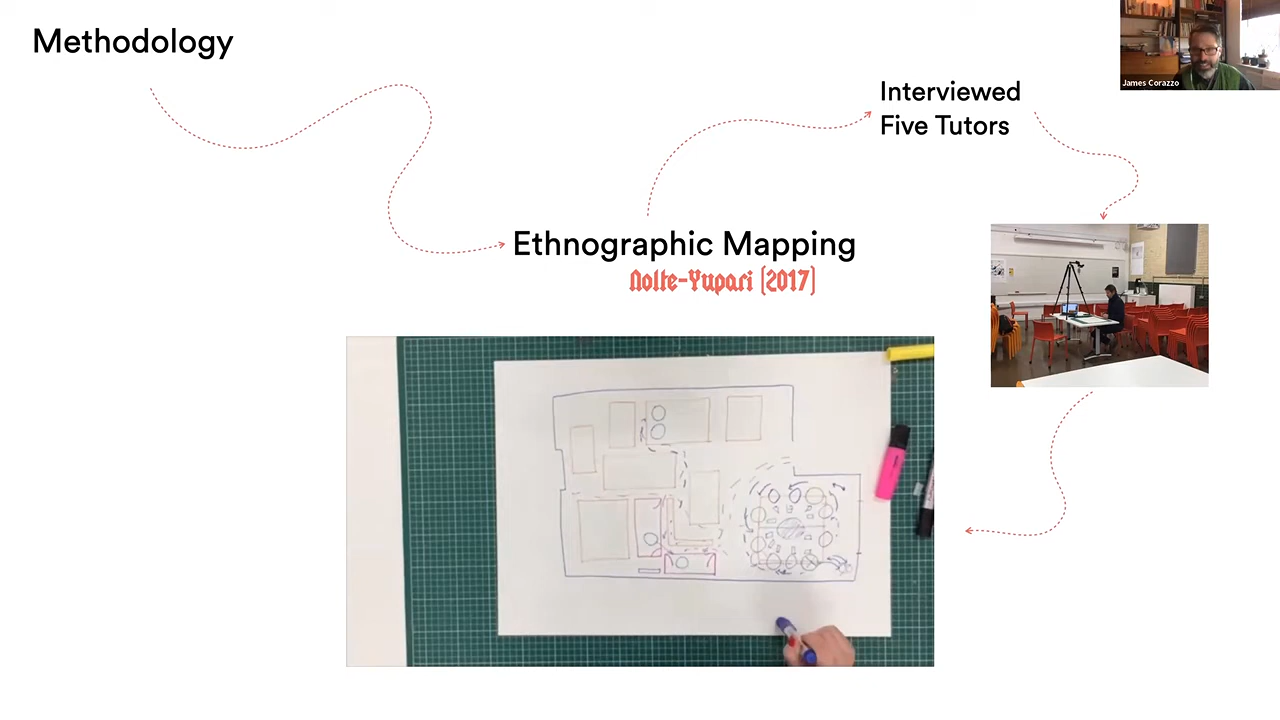 Methodology
James Corazzo
Interviewed
Five Tutors
Ethnographic Mapping
Nolte-Yupari (2017)